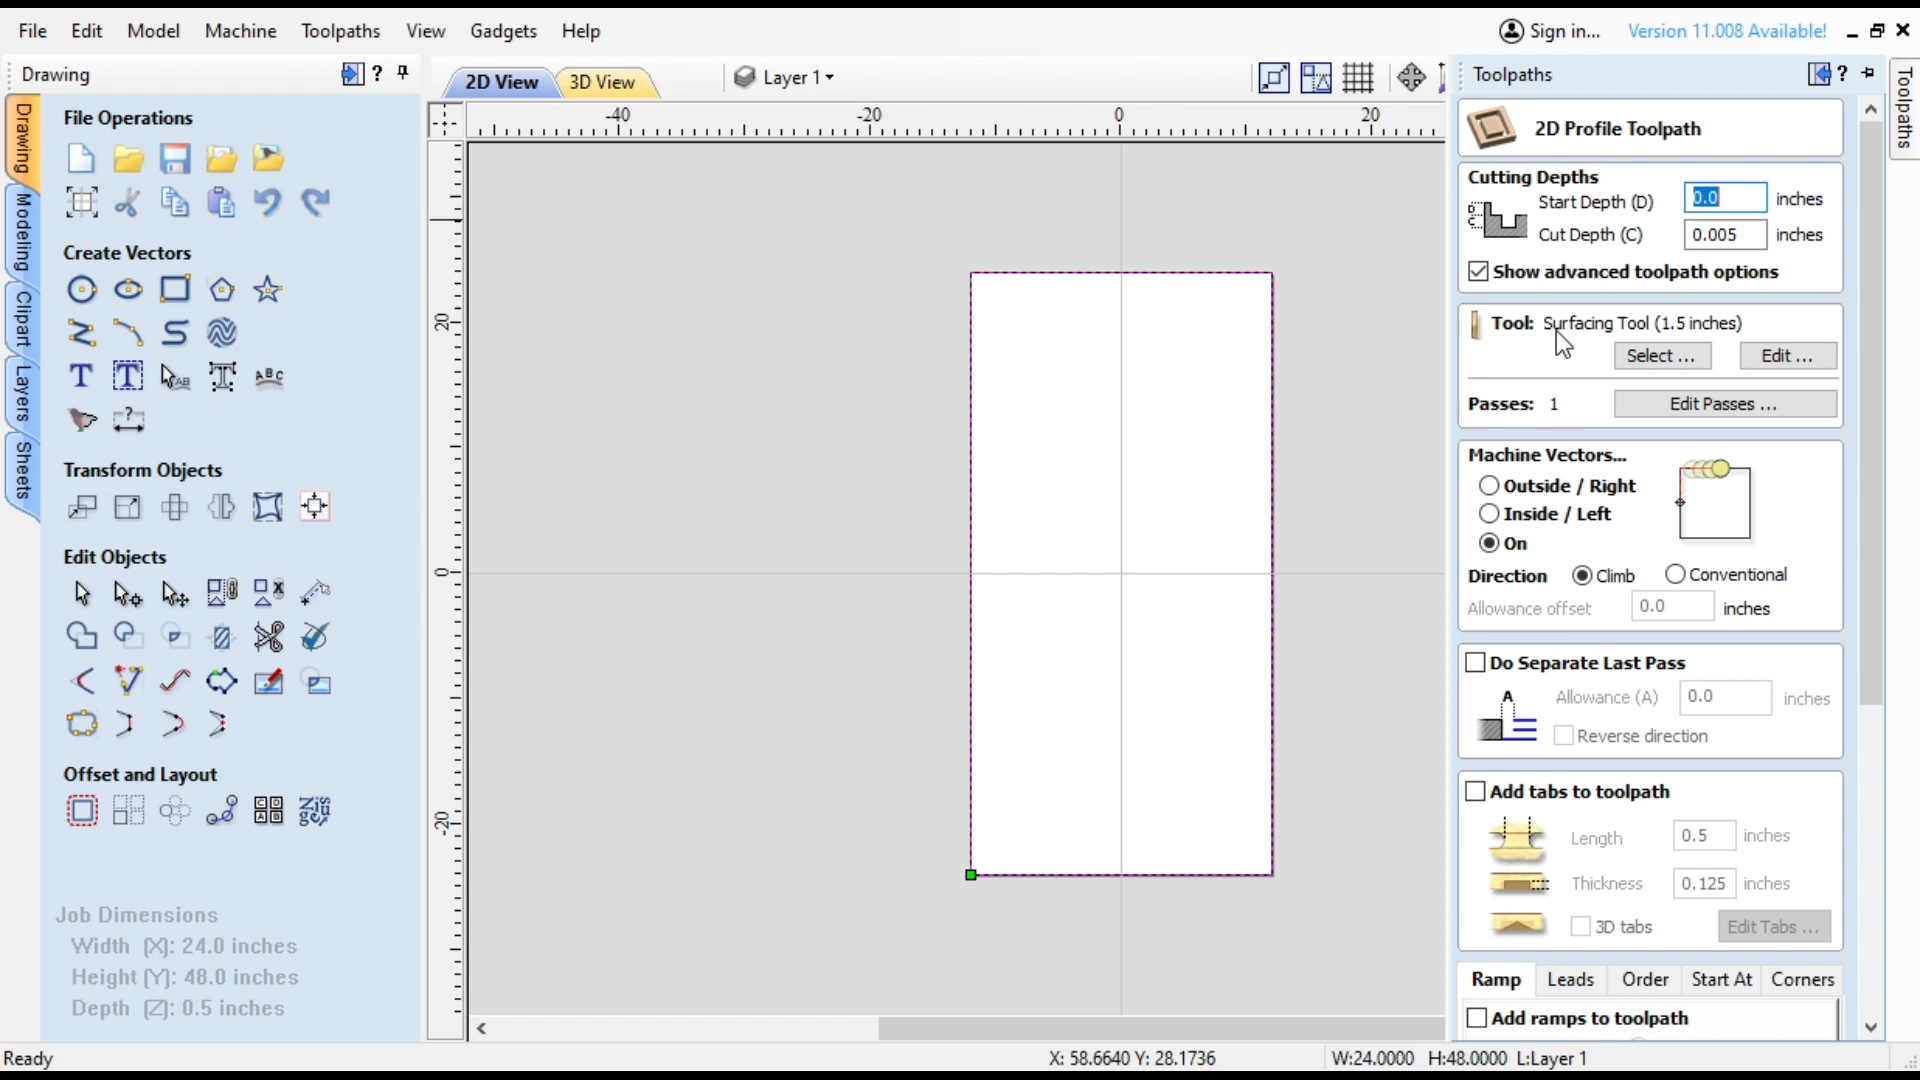 File Edit Model Machine Toolpaths View Gadgets Help Sign in... Version 11.008 Available!
Drawing ?
2D View 3D View Layer 1
Toolpaths ?
Drawing
Modeling
Clipart
Layers
Sheets
File Operations
Create Vectors
Transform Objects
Edit Objects
Offset and Layout
Job Dimensions
Width (X): 24.0 inches
Height (Y): 48.0 inches
Depth (Z): 0.5 inches
-40 -20 0 20
20
0
-20
Toolpaths
2D Profile Toolpath
Cutting Depths
Start Depth (D) 0.0 inches
Cut Depth (C) 0.005 inches
Show advanced toolpath options
Tool: Surfacing Tool (1.5 inches)
Select ... Edit ...
Passes: 1 Edit Passes ...
Machine Vectors...
Outside / Right
Inside / Left
On
Direction Climb Conventional
Allowance offset 0.0 inches
Do Separate Last Pass
A Allowance (A) 0.0 inches
Reverse direction
Add tabs to toolpath
Length 0.5 inches
Thickness 0.125 inches
3D tabs Edit Tabs ...
Ramp Leads Order Start At Corners
Add ramps to toolpath
Ready X: 58.6640 Y: 28.1736 W:24.0000 H:48.0000 L:Layer 1